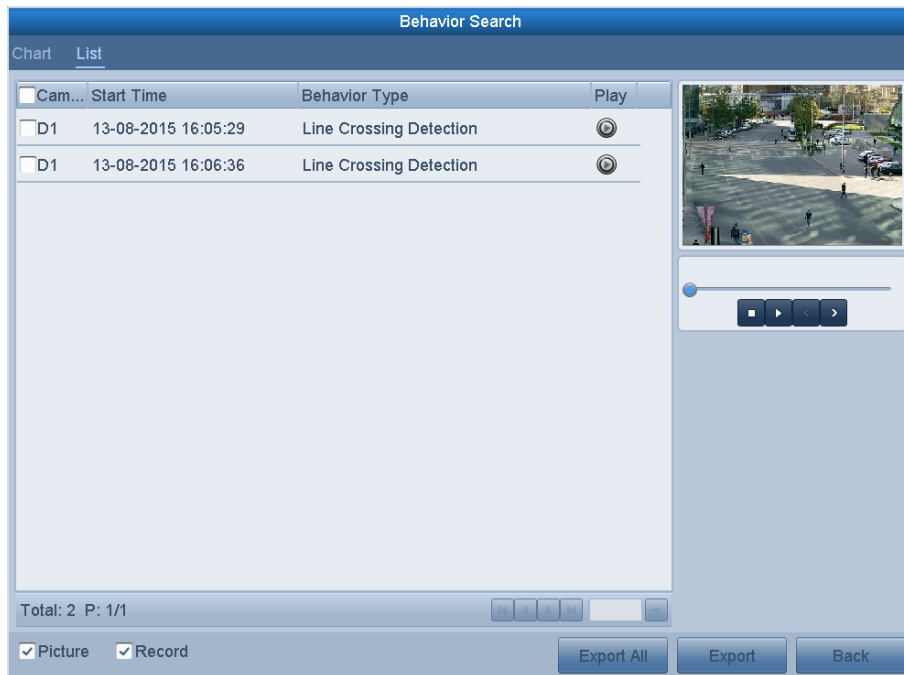 Behavior Search
Chart List
Cam... Start Time Behavior Type Play
D1 13-08-2015 16:05:29 Line Crossing Detection
D1 13-08-2015 16:06:36 Line Crossing Detection
Total: 2 P: 1/1
Picture Record Export All Export Back